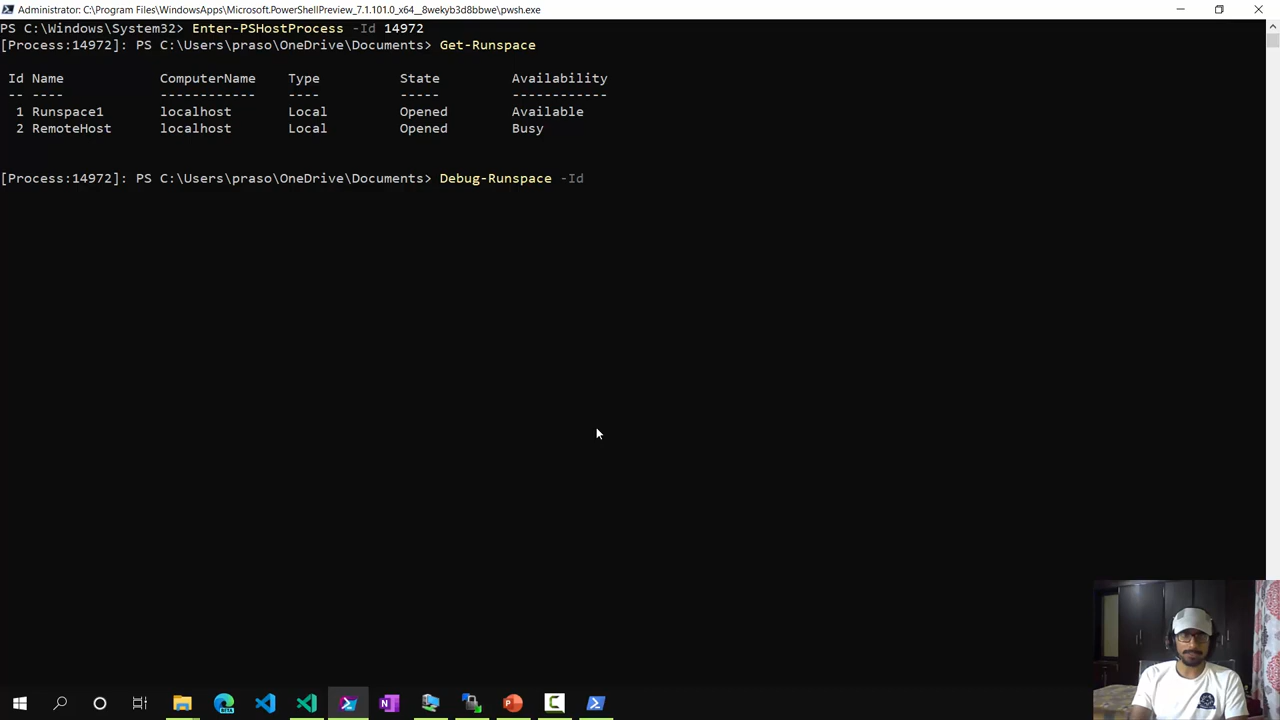 Administrator: C:\Program Files\WindowsApps\Microsoft.PowerShellPreview_7.1.101.0_x64__8wekyb3d8bbwe\pwsh.exe
PS C:\Windows\System32> Enter-PSHostProcess -Id 14972
[Process:14972]: PS C:\Users\praso\OneDrive\Documents> Get-Runspace
Id Name ComputerName Type State Availability
-- ---- ------------ ---- ----- ------------
1 Runspace1 localhost Local Opened Available
2 RemoteHost localhost Local Opened Busy
[Process:14972]: PS C:\Users\praso\OneDrive\Documents> Debug-Runspace -Id